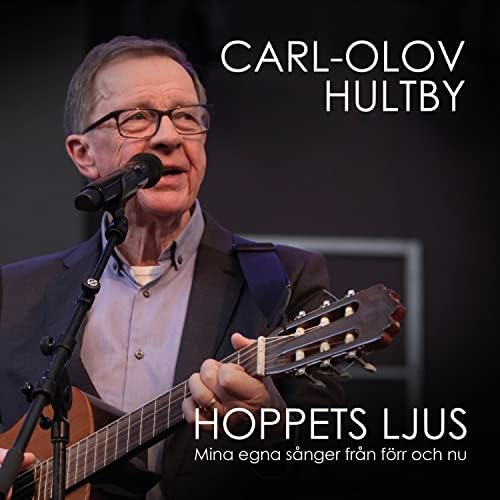 CARL-OLOV
HULTBY
HOPPETS LJUS
Mina egna sånger från förr och nu